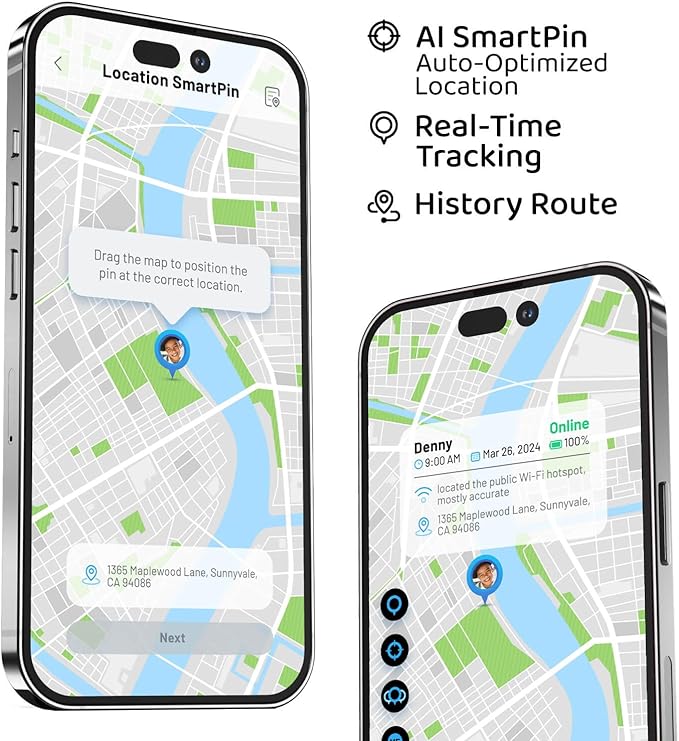 Location SmartPin
Drag the map to position the
pin at the correct location.
1365 Maplewood Lane, Sunnyvale,
CA 94086
Next
AI SmartPin
Auto-Optimized
Location
Real-Time
Tracking
History Route
Denny
Online
9:00 AM
Mar 26, 2024
100%
located the public Wi-Fi hotspot,
mostly accurate
1365 Maplewood Lane, Sunnyvale,
CA 94086